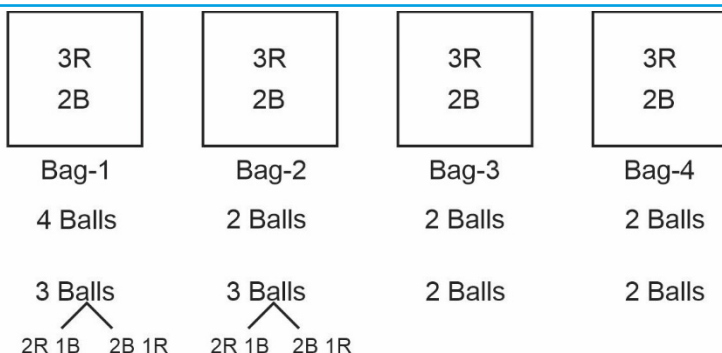 3R 3R 3R 3R
2B 2B 2B 2B
Bag-1 Bag-2 Bag-3 Bag-4
4 Balls 2 Balls 2 Balls 2 Balls
3 Balls 3 Balls 2 Balls 2 Balls
2R 1B 2B 1R 2R 1B 2B 1R